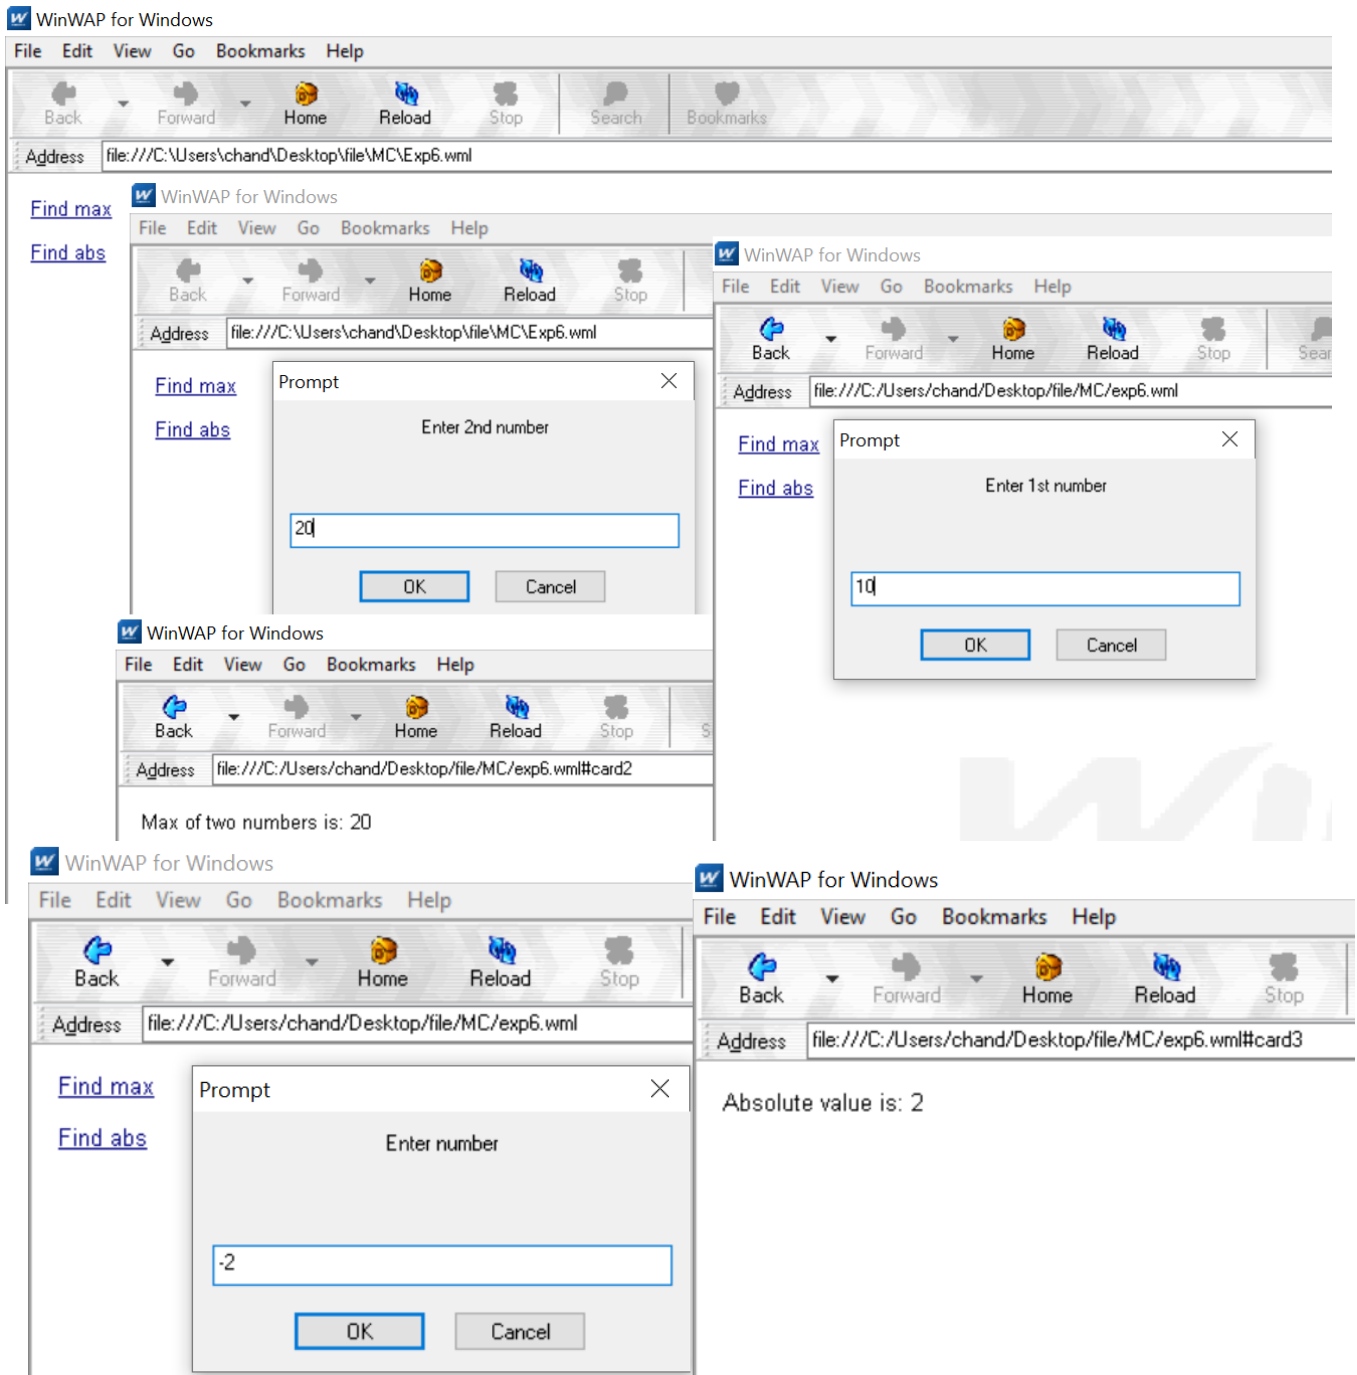 WinWAP for Windows
File Edit View Go Bookmarks Help
Back Forward Home Reload Stop Search Bookmarks
Address file:///C:\Users\chand\Desktop\file\MC\Exp6.wml
Find max
Find abs
WinWAP for Windows
File Edit View Go Bookmarks Help
Back Forward Home Reload Stop
Address file:///C:\Users\chand\Desktop\file\MC\Exp6.wml
Find max
Find abs
Prompt
Enter 2nd number
20
OK Cancel
WinWAP for Windows
File Edit View Go Bookmarks Help
Back Forward Home Reload Stop Sear
Address file:///C:/Users/chand/Desktop/file/MC/exp6.wml
Find max
Find abs
Prompt
Enter 1st number
10
OK Cancel
WinWAP for Windows
File Edit View Go Bookmarks Help
Back Forward Home Reload Stop S
Address file:///C:/Users/chand/Desktop/file/MC/exp6.wml#card2
Max of two numbers is: 20
WinWAP for Windows
File Edit View Go Bookmarks Help
Back Forward Home Reload Stop
Address file:///C:/Users/chand/Desktop/file/MC/exp6.wml
Find max
Find abs
Prompt
Enter number
-2
OK Cancel
WinWAP for Windows
File Edit View Go Bookmarks Help
Back Forward Home Reload Stop
Address file:///C:/Users/chand/Desktop/file/MC/exp6.wml#card3
Absolute value is: 2